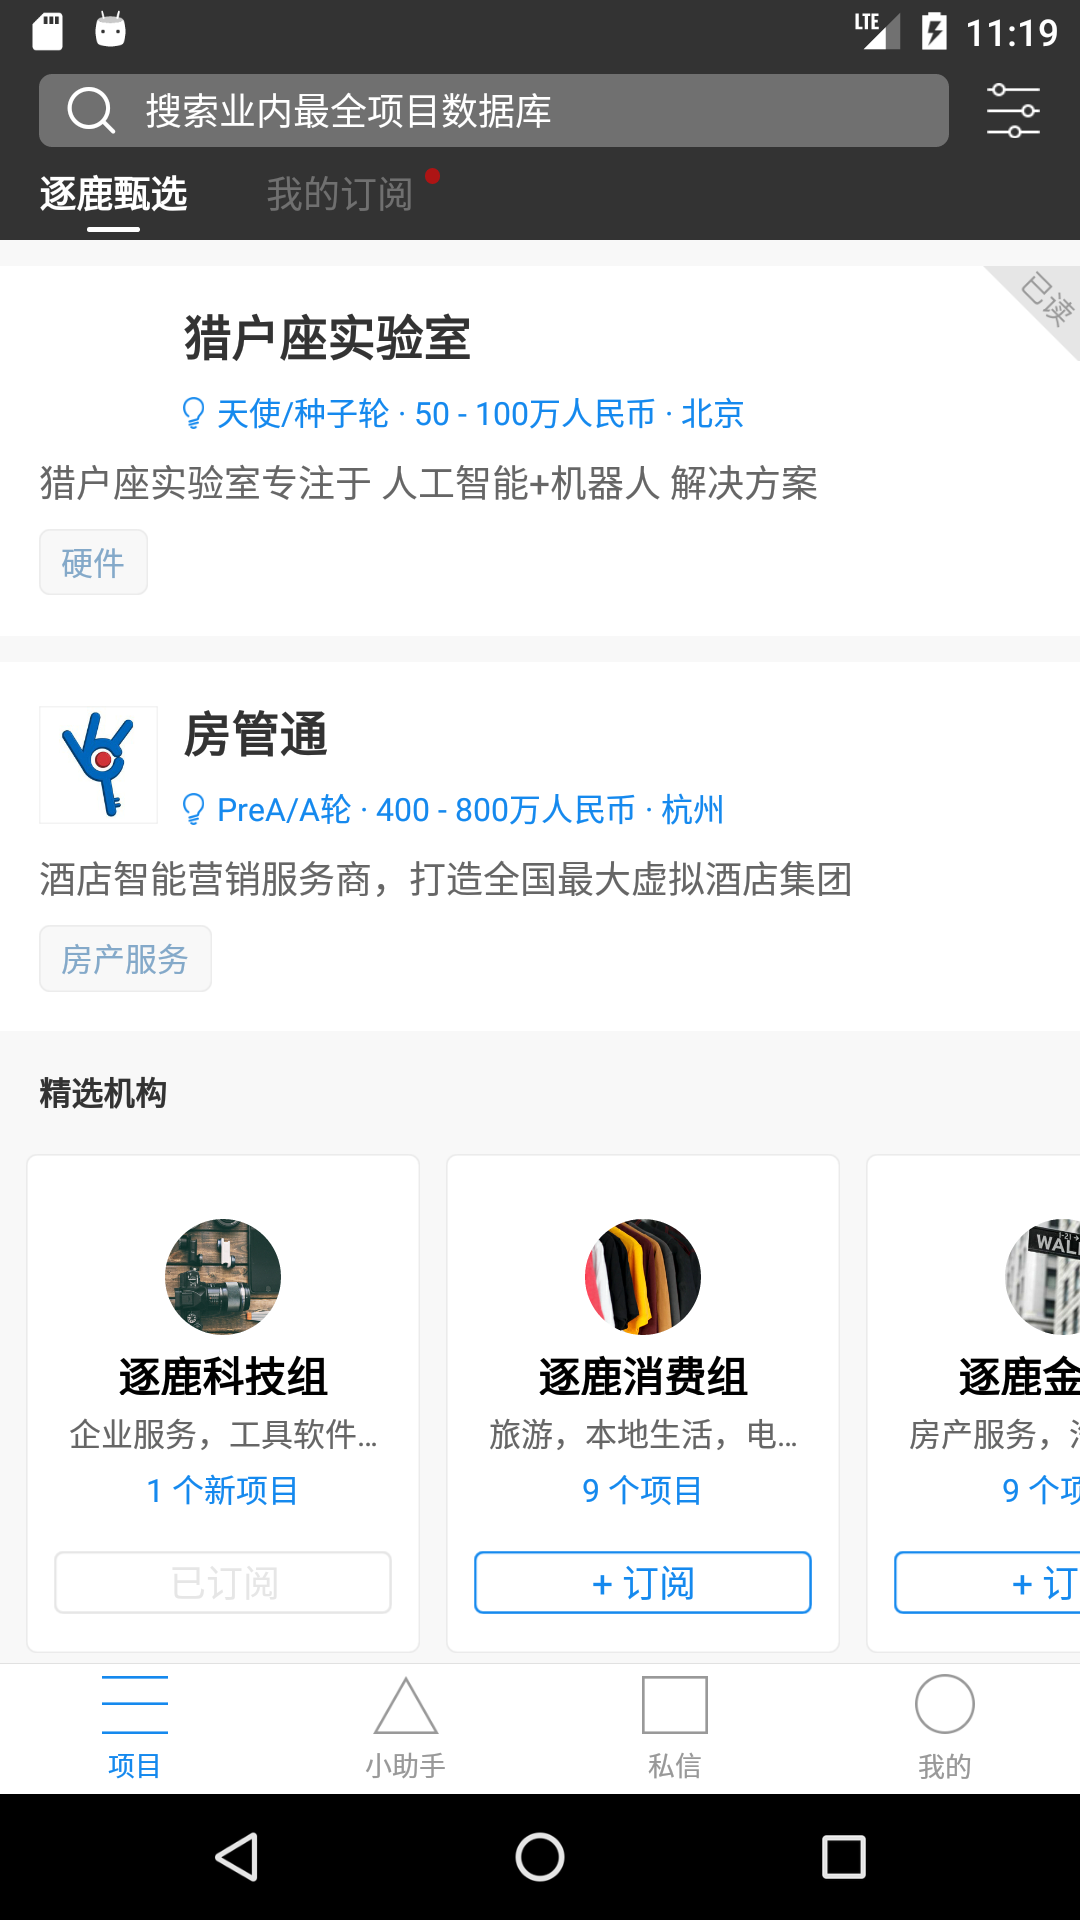 LTE 11:19
搜索业内最全项目数据库
逐鹿甄选 我的订阅
已读
猎户座实验室
天使/种子轮 · 50 - 100万人民币 · 北京
猎户座实验室专注于 人工智能+机器人 解决方案
硬件
房管通
PreA/A轮 · 400 - 800万人民币 · 杭州
酒店智能营销服务商，打造全国最大虚拟酒店集团
房产服务
精选机构
WALL
逐鹿科技组 逐鹿消费组 逐鹿金
企业服务，工具软件... 旅游，本地生活，电... 房产服务，
1 个新项目 9 个项目 9 个项
已订阅 + 订阅 + 订
项目 小助手 私信 我的